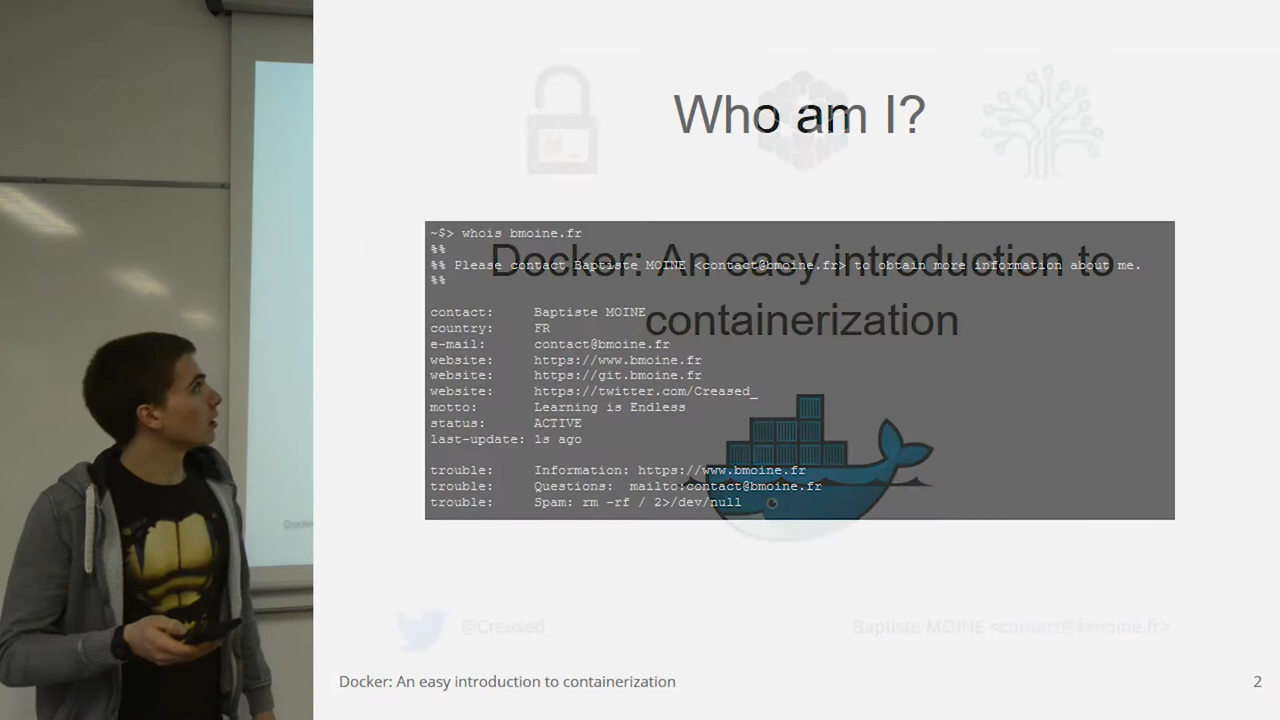 Who am I?
~$> whois bmoine.fr
%%
Docker: An easy introduction to
%% Please contact Baptiste MOINE <contact@bmoine.fr> to obtain more information about me.
%%
contact: Baptiste MOINE
containerization
country: FR
e-mail: contact@bmoine.fr
website: https://www.bmoine.fr
website: https://git.bmoine.fr
website: https://twitter.com/Creased_
motto: Learning is Endless
status: ACTIVE
last-update: 1s ago
trouble: Information: https://www.bmoine.fr
trouble: Questions: mailto:contact@bmoine.fr
trouble: Spam: rm -rf / 2>/dev/null
@Creased_
Baptiste MOINE <contact@bmoine.fr>
Docker: An easy introduction to containerization
2